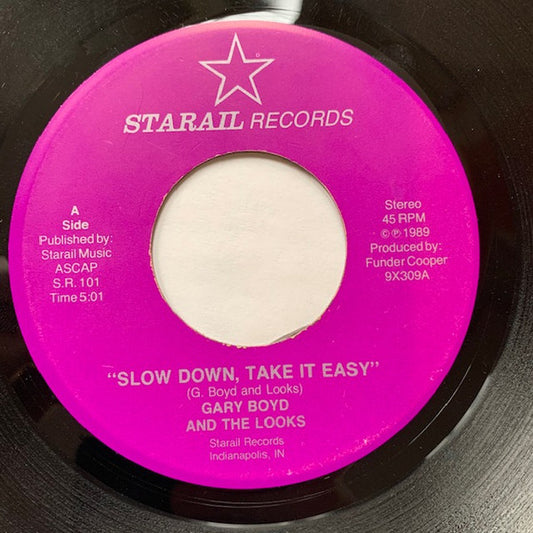 STARAIL RECORDS
A
Side
Published by:
Starail Music
ASCAP
S.R. 101
Time 5:01
Stereo
45 RPM
©℗1989
Produced by:
Funder Cooper
9X309A
"SLOW DOWN, TAKE IT EASY"
(G. Boyd and Looks)
GARY BOYD
AND THE LOOKS
Starail Records
Indianapolis, IN